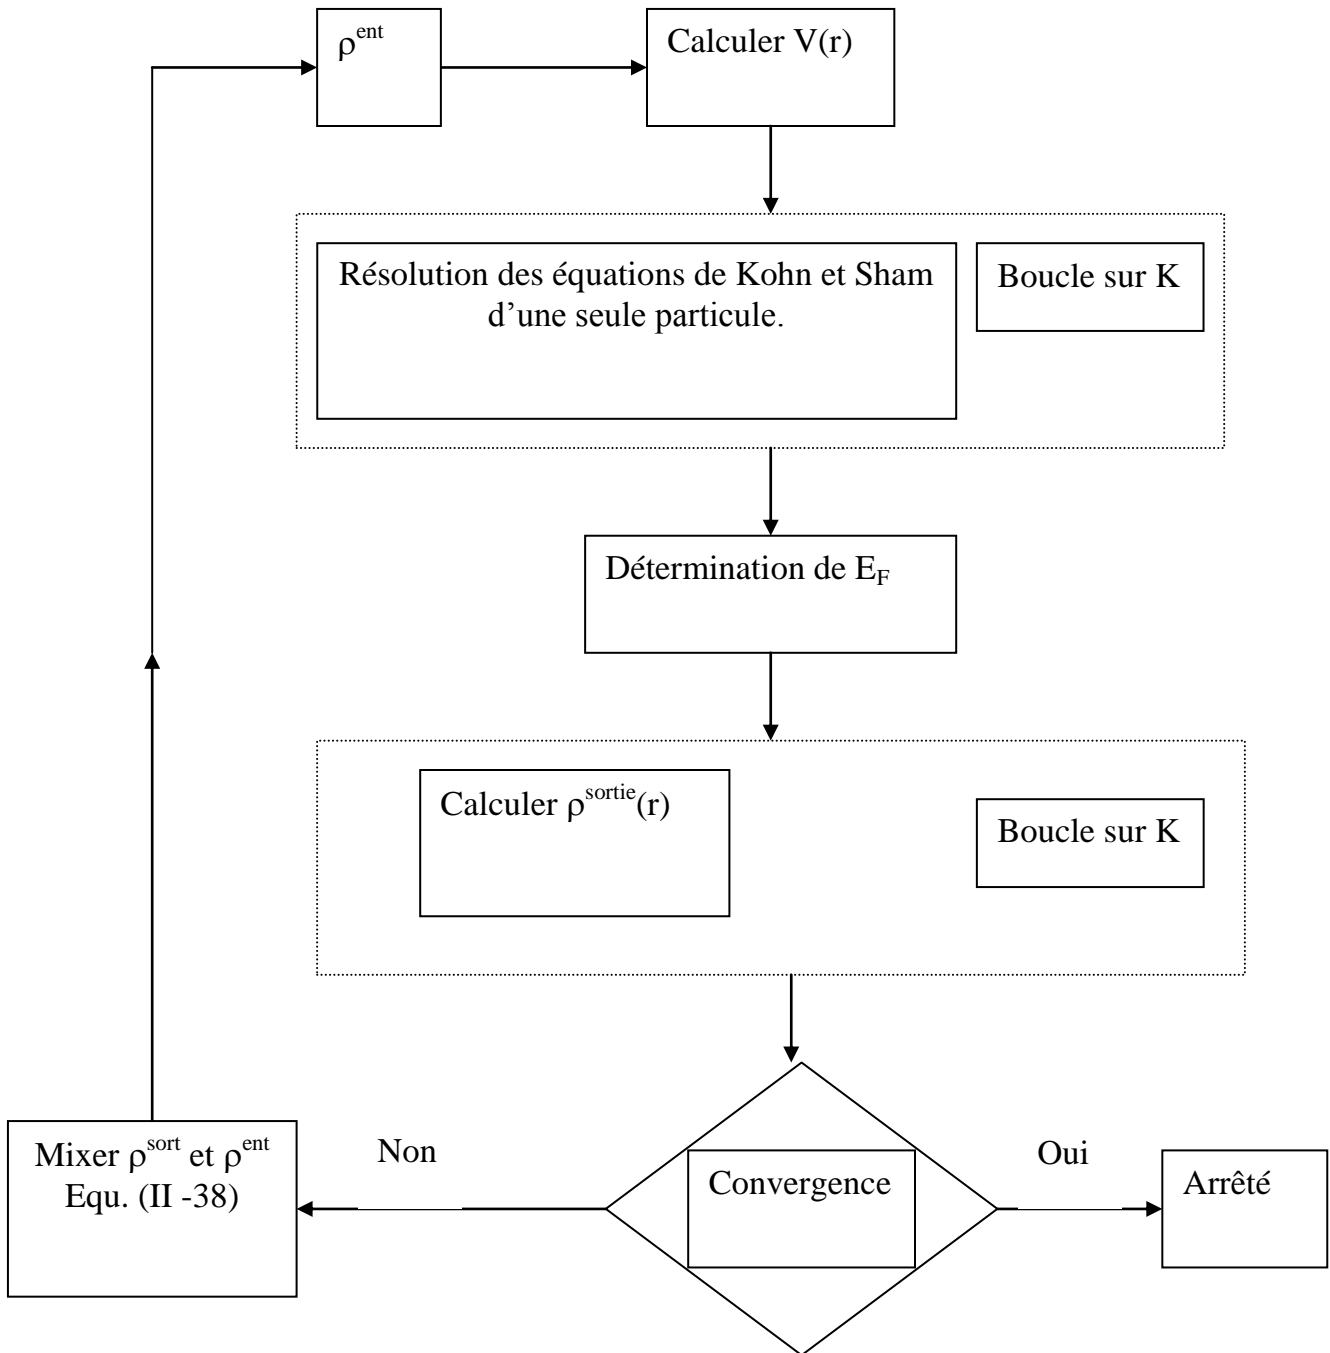 ρ^ent
Calculer V(r)
Résolution des équations de Kohn et Sham
d’une seule particule.
Boucle sur K
Détermination de E_F
Calculer ρ^sortie(r)
Boucle sur K
Mixer ρ^sort et ρ^ent
Equ. (II -38)
Non
Convergence
Oui
Arrêté